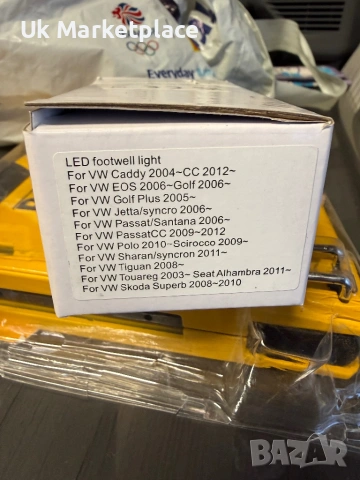 Uk Marketplace
Everyday
LED footwell light
For VW Caddy 2004~CC 2012~
For VW EOS 2006~Golf 2006~
For VW Golf Plus 2005~
For VW Jetta/syncro 2006~
For VW Passat/Santana 2006~
For VW PassatCC 2009~2012
For VW Polo 2010~Scirocco 2009~
For VW Sharan/syncron 2011~
For VW Tiguan 2008~
For VW Touareg 2003~ Seat Alhambra 2011~
For VW Skoda Superb 2008~2010
BAZAR